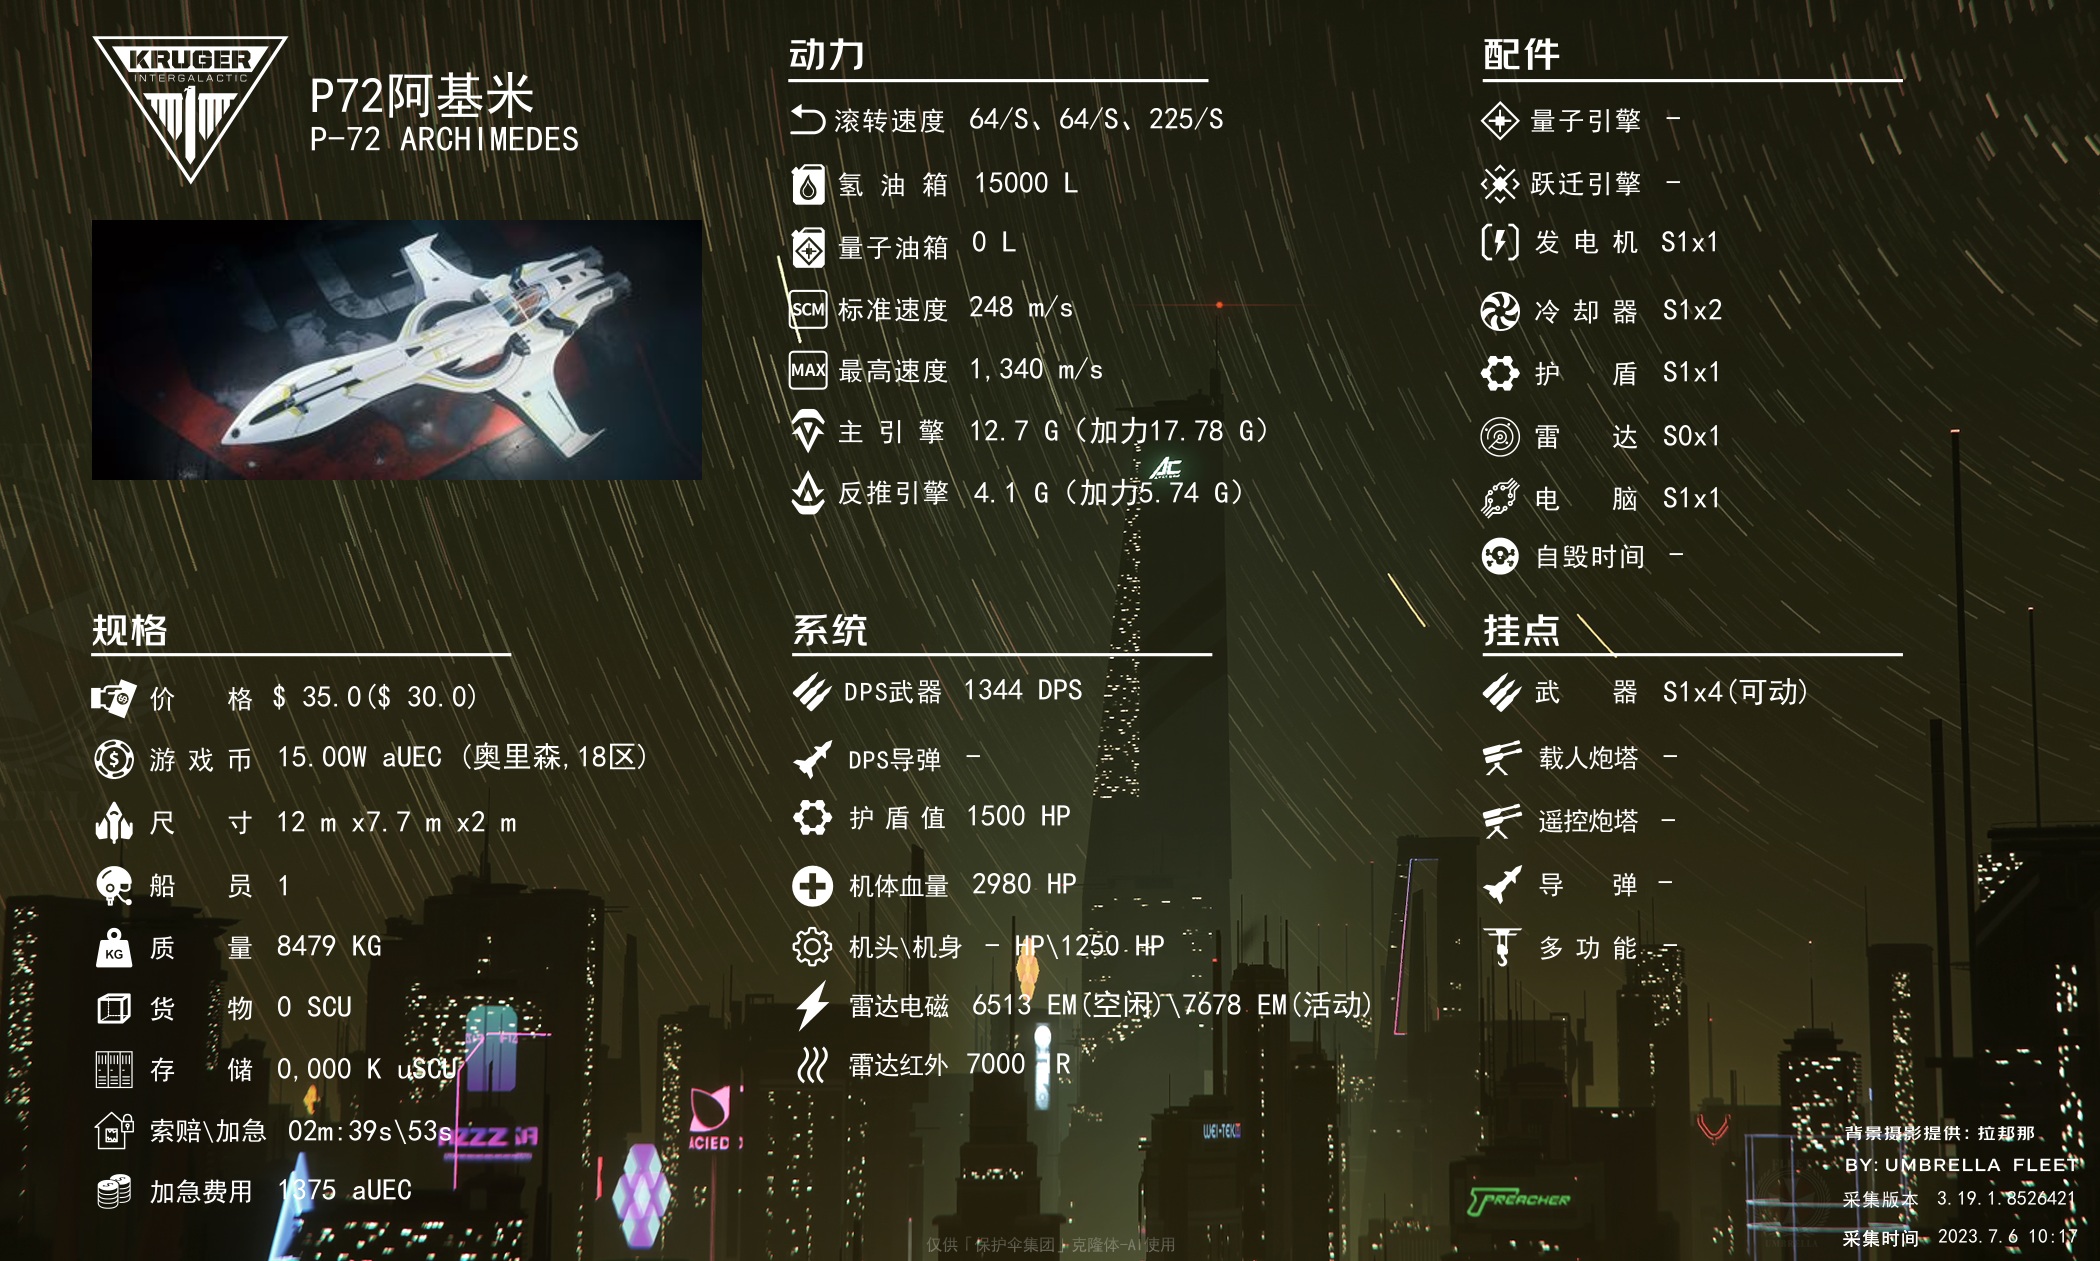 KRUGER
INTERGALACTIC
P72阿基米
P-72 ARCHIMEDES
动力
滚转速度 64/S、64/S、225/S
氢油箱 15000 L
量子油箱 0 L
SCM 标准速度 248 m/s
MAX 最高速度 1,340 m/s
主引擎 12.7 G（加力17.78 G）
反推引擎 4.1 G（加力5.74 G）
配件
量子引擎 -
跃迁引擎 -
发电机 S1x1
冷却器 S1x2
护盾 S1x1
雷达 S0x1
电脑 S1x1
自毁时间 -
规格
价格 $ 35.0($ 30.0)
游戏币 15.00W aUEC (奥里森,18区)
尺寸 12 m x7.7 m x2 m
船员 1
KG 质量 8479 KG
货物 0 SCU
存储 0,000 K uSCU
索赔\加急 02m:39s\53s
加急费用 1375 aUEC
系统
DPS武器 1344 DPS
DPS导弹 -
护盾值 1500 HP
机体血量 2980 HP
机头\机身 - HP\1250 HP
雷达电磁 6513 EM(空闲)\7678 EM(活动)
雷达红外 7000 IR
挂点
武器 S1x4(可动)
载人炮塔 -
遥控炮塔 -
导弹 -
多功能 -
AC
ACIED
WEI-TEK
PREACHER
背景摄影提供: 拉邦那
BY: UMBRELLA FLEET
采集版本 3.19.1.8526421
采集时间 2023.7.6 10:17
仅供「保护伞集团」克隆体-AI使用